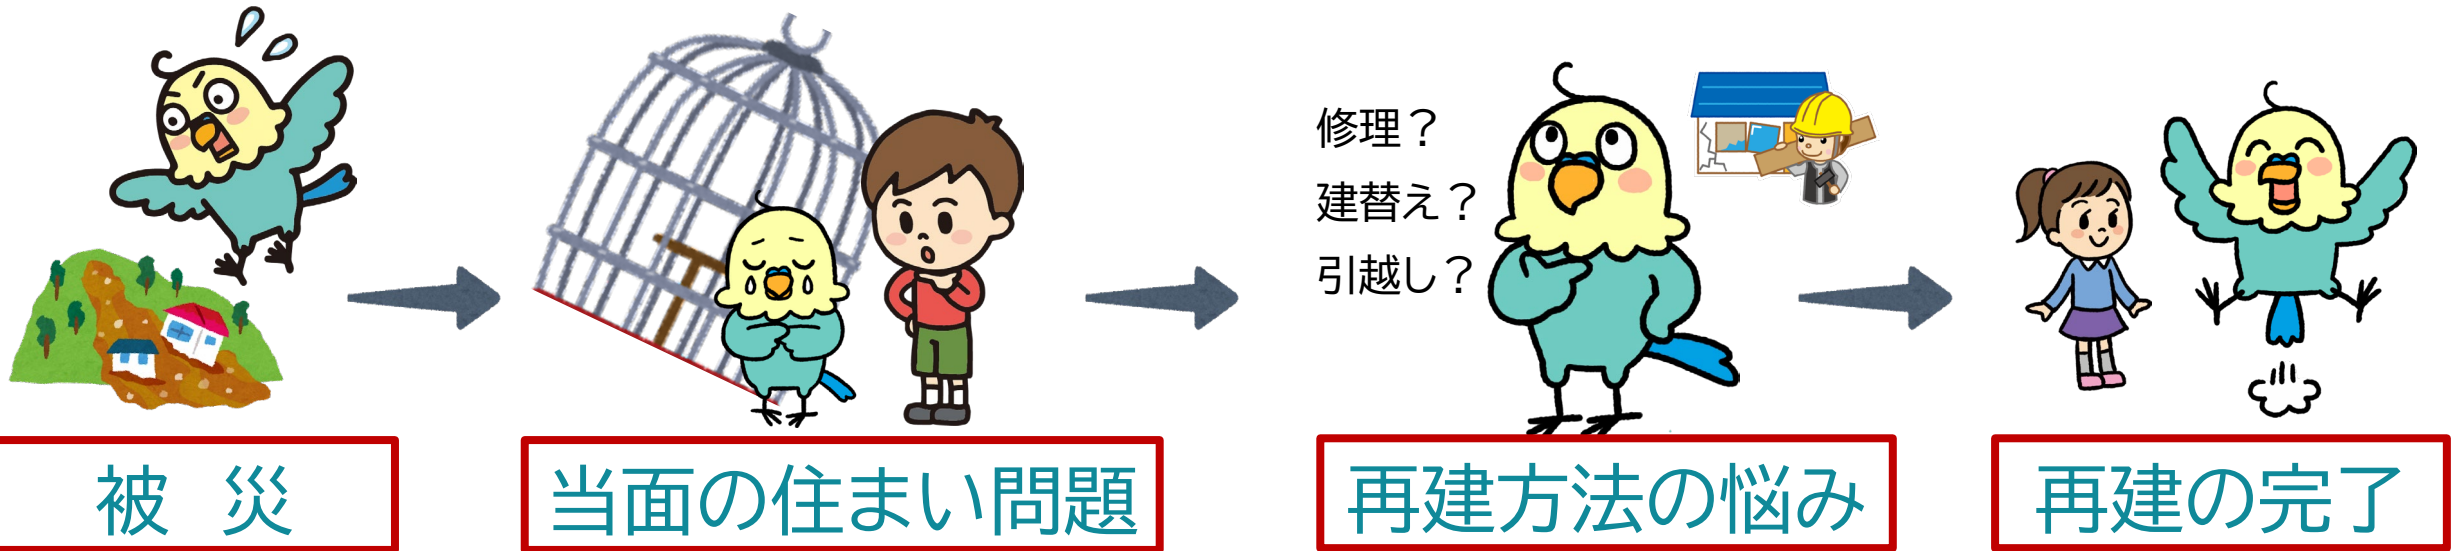 修理？
建替え？
引越し？
被　災
当面の住まい問題
再建方法の悩み
再建の完了